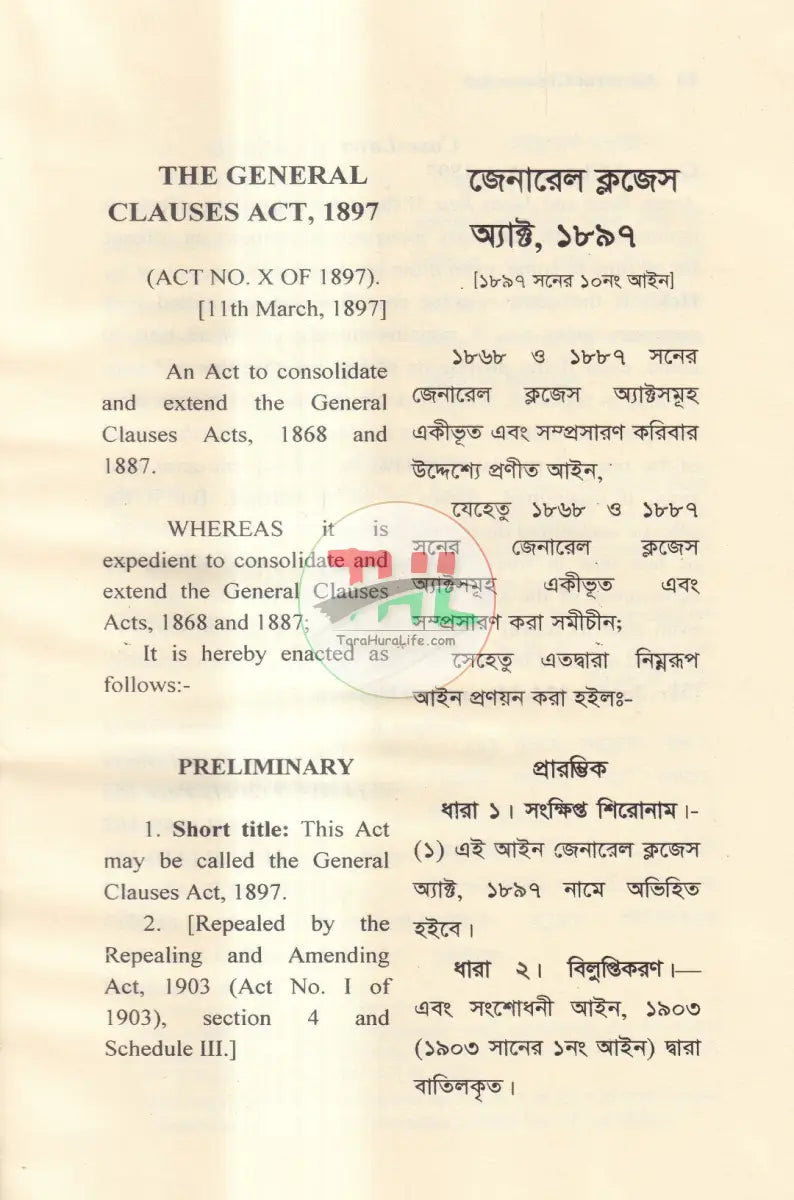 THE GENERAL
CLAUSES ACT, 1897
(ACT NO. X OF 1897).
[11th March, 1897]
An Act to consolidate
and extend the General
Clauses Acts, 1868 and
1887.
WHEREAS it is
expedient to consolidate and
extend the General Clauses
Acts, 1868 and 1887;
It is hereby enacted as
follows:-
PRELIMINARY
1. Short title: This Act
may be called the General
Clauses Act, 1897.
2. [Repealed by the
Repealing and Amending
Act, 1903 (Act No. I of
1903), section 4 and
Schedule III.]
জেনারেল ক্লজেস
অ্যাক্ট, ১৮৯৭
[১৮৯৭ সনের ১০নং আইন]
১৮৬৮ ও ১৮৮৭ সনের
জেনারেল ক্লজেস অ্যাক্টসমূহ
একীভূত এবং সম্প্রসারণ করিবার
উদ্দেশ্যে প্রণীত আইন,
যেহেতু ১৮৬৮ ও ১৮৮৭
সনের জেনারেল ক্লজেস
অ্যাক্টসমূহ একীভূত এবং
সম্প্রসারণ করা সমীচীন;
সেহেতু এতদ্বারা নিম্নরূপ
আইন প্রণয়ন করা হইলঃ-
প্রারম্ভিক
ধারা ১। সংক্ষিপ্ত শিরোনাম।-
(১) এই আইন জেনারেল ক্লজেস
অ্যাক্ট, ১৮৯৭ নামে অভিহিত
হইবে।
ধারা ২। বিলুপ্তিকরণ।—
এবং সংশোধনী আইন, ১৯০৩
(১৯০৩ সানের ১নং আইন) দ্বারা
বাতিলকৃত।
THL
TaraHuraLife.com